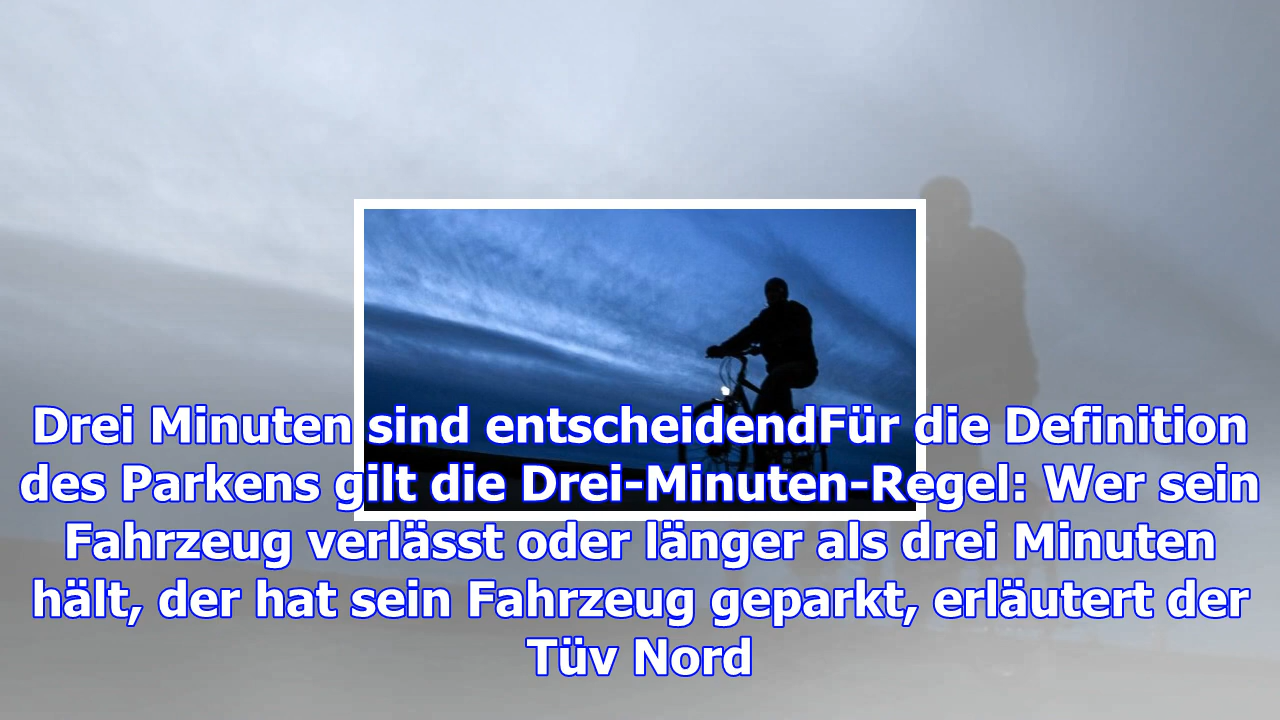 Drei Minuten sind entscheidendFür die Definition
des Parkens gilt die Drei-Minuten-Regel: Wer sein
Fahrzeug verlässt oder länger als drei Minuten
hält, der hat sein Fahrzeug geparkt, erläutert der
Tüv Nord